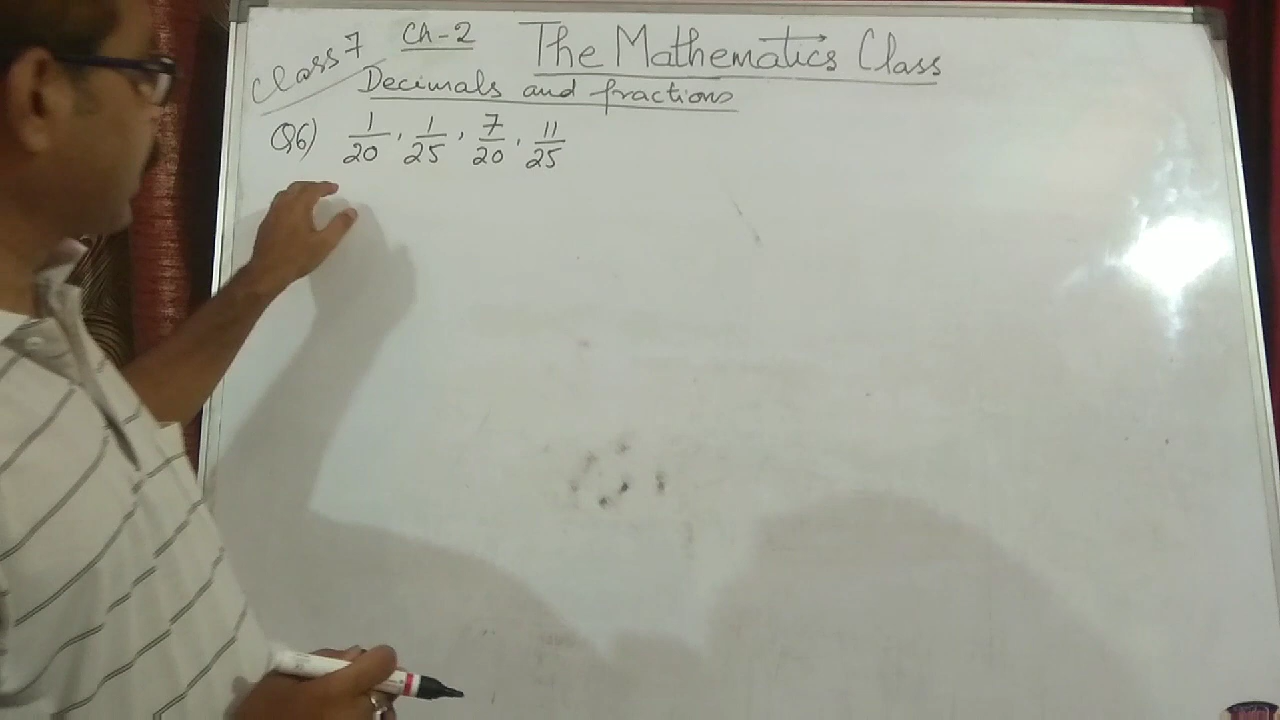 Class 7 Ch-2 The Mathematics Class
Decimals and fractions
Q6) 1/20, 1/25, 7/20, 11/25